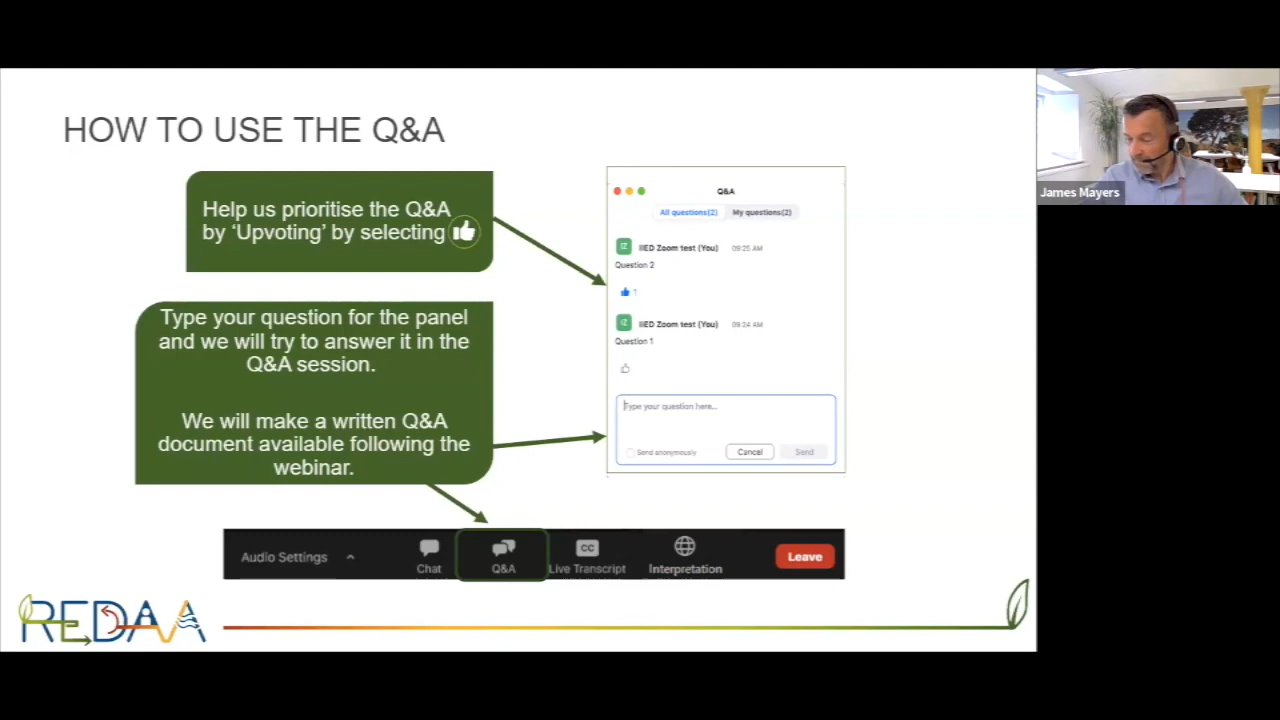 HOW TO USE THE Q&A
Help us prioritise the Q&A
by ‘Upvoting’ by selecting
Type your question for the panel
and we will try to answer it in the
Q&A session.
We will make a written Q&A
document available following the
webinar.
Q&A
All questions(2) My questions(2)
IZ IIED Zoom test (You) 09:25 AM
Question 2
1
IZ IIED Zoom test (You) 09:24 AM
Question 1
Type your question here...
Send anonymously Cancel Send
Audio Settings Chat Q&A CC Live Transcript Interpretation Leave
REDAA
James Mayers